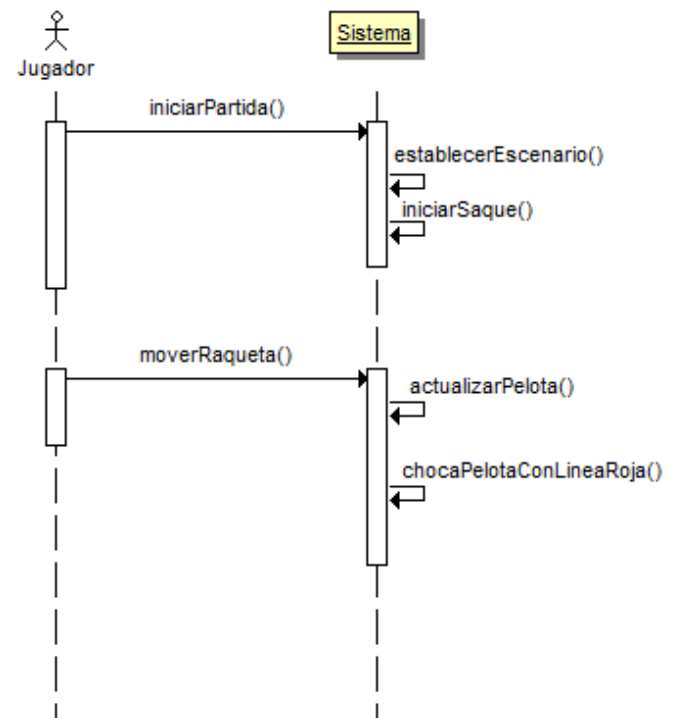 Jugador
Sistema
iniciarPartida()
establecerEscenario()
iniciarSaque()
moverRaqueta()
actualizarPelota()
chocaPelotaConLineaRoja()